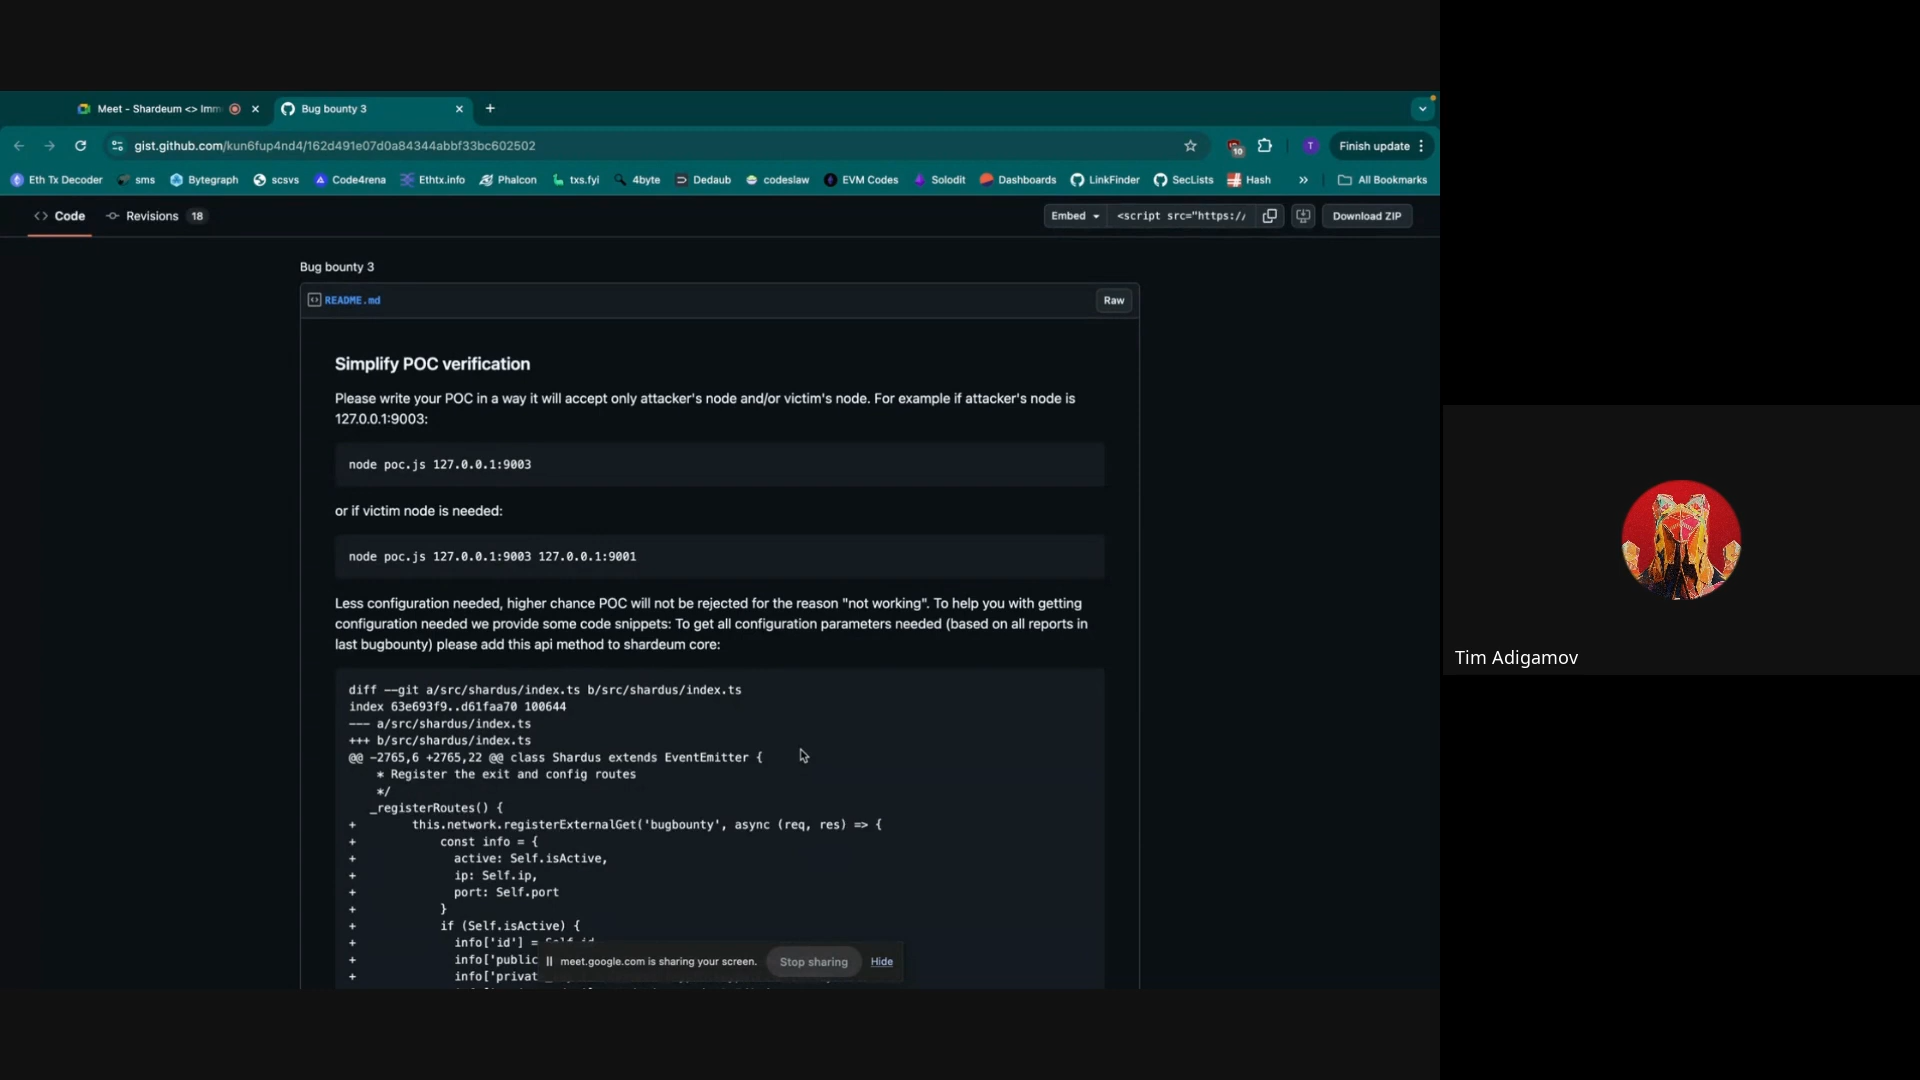 Meet - Shardeum <> Imm
Bug bounty 3
gist.github.com/kun6fup4nd4/162d491e07d0a84344abbf33bc602502
10
T
Finish update
Eth Tx Decoder
sms
Bytegraph
scsvs
Code4rena
Ethtx.info
Phalcon
txs.fyi
4byte
Dedaub
codeslaw
EVM Codes
Solodit
Dashboards
LinkFinder
SecLists
Hash
»
All Bookmarks
Code
Revisions 18
Embed
<script src="https:/
Download ZIP
Bug bounty 3
README.md
Raw
Simplify POC verification
Please write your POC in a way it will accept only attacker's node and/or victim's node. For example if attacker's node is
127.0.0.1:9003:
node poc.js 127.0.0.1:9003
or if victim node is needed:
node poc.js 127.0.0.1:9003 127.0.0.1:9001
Less configuration needed, higher chance POC will not be rejected for the reason "not working". To help you with getting
configuration needed we provide some code snippets: To get all configuration parameters needed (based on all reports in
last bugbounty) please add this api method to shardeum core:
diff --git a/src/shardus/index.ts b/src/shardus/index.ts
index 63e693f9..d61faa70 100644
--- a/src/shardus/index.ts
+++ b/src/shardus/index.ts
@@ -2765,6 +2765,22 @@ class Shardus extends EventEmitter {
* Register the exit and config routes
*/
_registerRoutes() {
+ this.network.registerExternalGet('bugbounty', async (req, res) => {
+ const info = {
+ active: Self.isActive,
+ ip: Self.ip,
+ port: Self.port
+ }
+ if (Self.isActive) {
+ info['id'] = Self.id
+ info['public
+ info['privat
meet.google.com is sharing your screen.
Stop sharing
Hide
Tim Adigamov